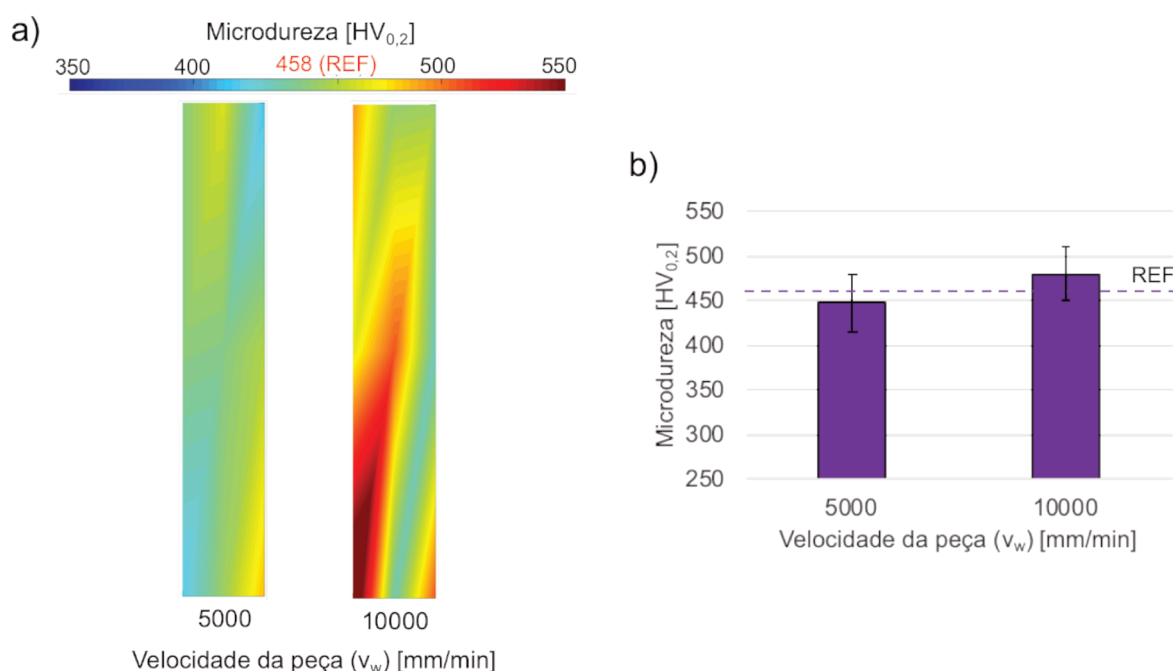 a)
Microdureza [HV0,2]
350 400 458 (REF) 500 550
5000 10000
Velocidade da peça (vw) [mm/min]
b)
Microdureza [HV0,2]
550
500
450
400
350
300
250
REF
5000 10000
Velocidade da peça (vw) [mm/min]